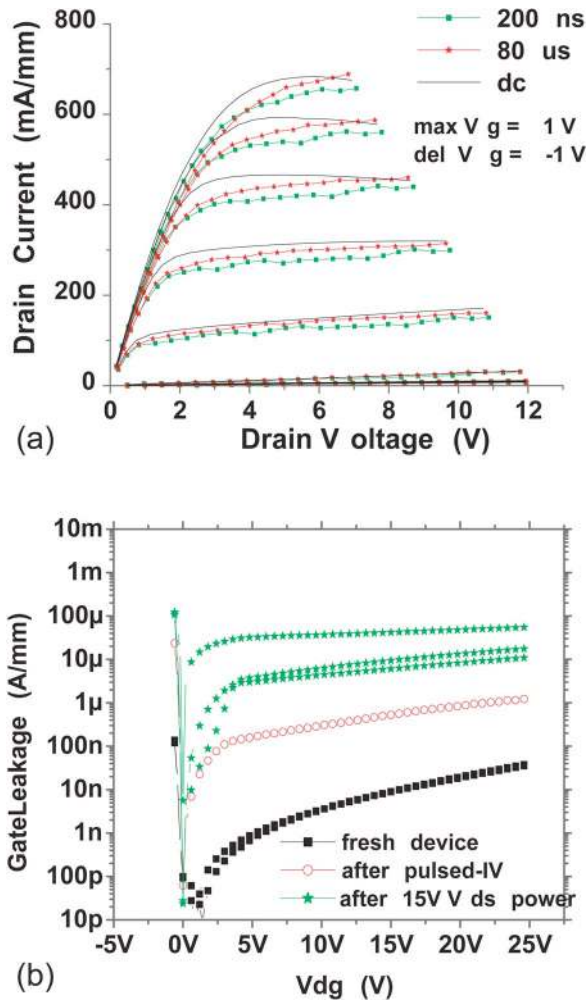 800
600
400
200
0
0 2 4 6 8 10 12
Drain Current (mA/mm)
Drain V oltage (V)
200 ns
80 us
dc
max V g = 1 V
del V g = -1 V
(a)
10m
1m
100µ
10µ
1µ
100n
10n
1n
100p
10p
-5V 0V 5V 10V 15V 20V 25V
GateLeakage (A/mm)
Vdg (V)
fresh device
after pulsed-IV
after 15V V ds power
(b)